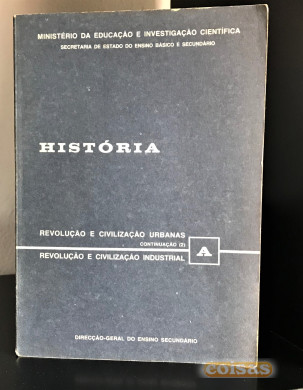 MINISTÉRIO DA EDUCAÇÃO E INVESTIGAÇÃO CIENTÍFICA
SECRETARIA DE ESTADO DO ENSINO BÁSICO E SECUNDÁRIO
HISTÓRIA
REVOLUÇÃO E CIVILIZAÇÃO URBANAS
CONTINUAÇÃO (2)
A
REVOLUÇÃO E CIVILIZAÇÃO INDUSTRIAL
DIRECÇÃO-GERAL DO ENSINO SECUNDÁRIO
coisas